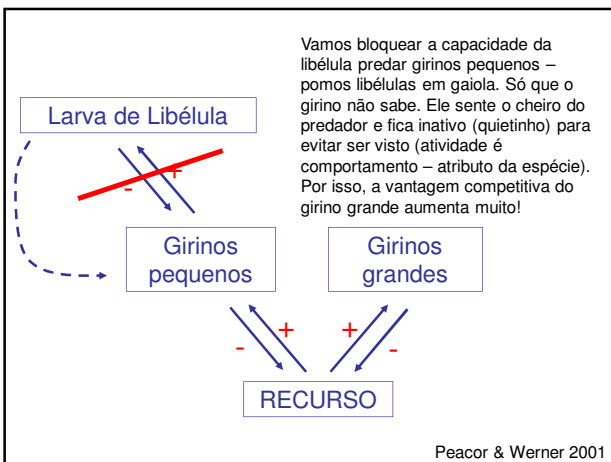 Vamos bloquear a capacidade da
libélula predar girinos pequenos –
pomos libélulas em gaiola. Só que o
girino não sabe. Ele sente o cheiro do
predador e fica inativo (quietinho) para
evitar ser visto (atividade é
comportamento – atributo da espécie).
Por isso, a vantagem competitiva do
girino grande aumenta muito!
Larva de Libélula
- +
Girinos
pequenos
Girinos
grandes
- + + -
RECURSO
Peacor & Werner 2001